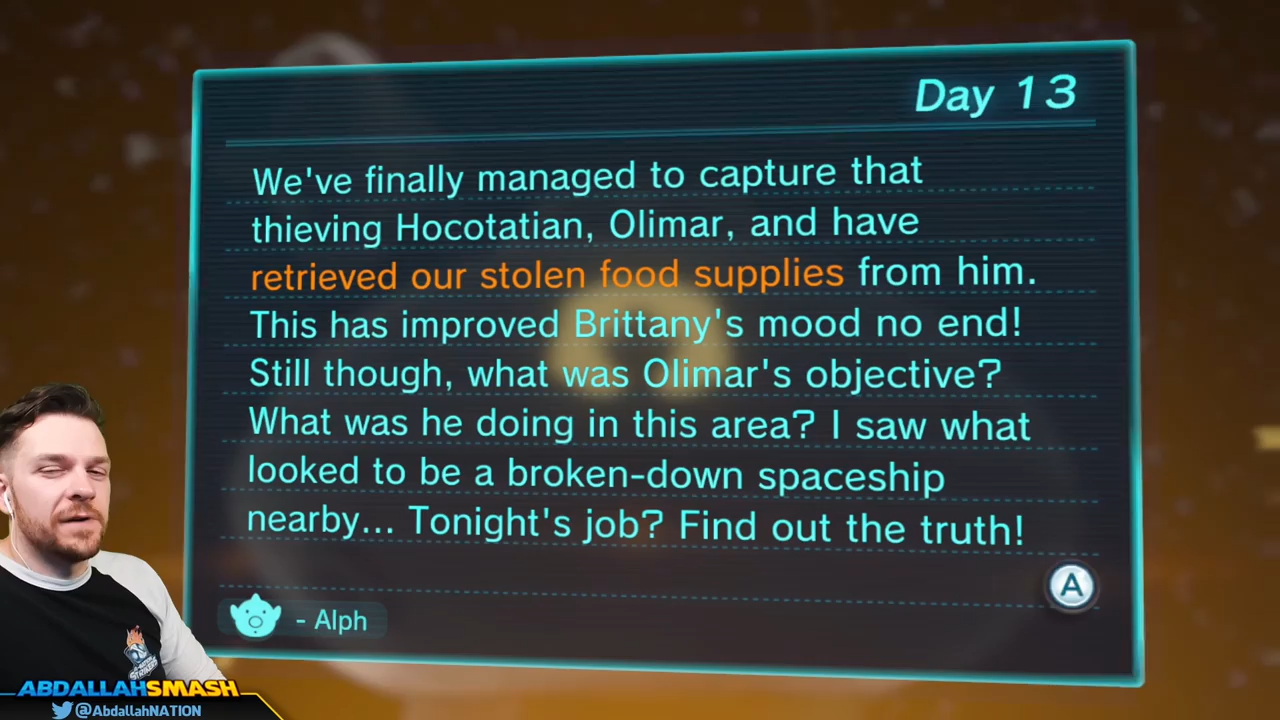 Day 13
We've finally managed to capture that
thieving Hocotatian, Olimar, and have
retrieved our stolen food supplies from him.
This has improved Brittany's mood no end!
Still though, what was Olimar's objective?
What was he doing in this area? I saw what
looked to be a broken-down spaceship
nearby... Tonight's job? Find out the truth!
A
- Alph
ABDALLAHSMASH
@AbdallahNATION